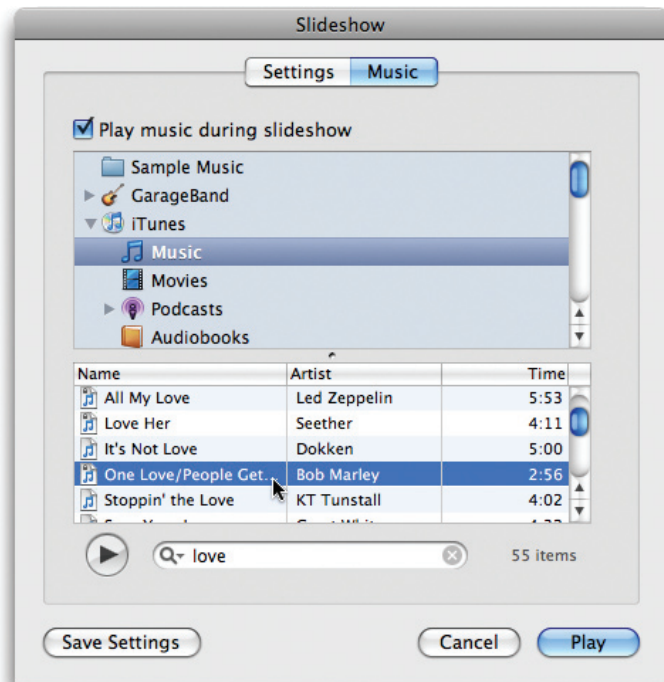 Slideshow
Settings Music
Play music during slideshow
Sample Music
GarageBand
iTunes
Music
Movies
Podcasts
Audiobooks
Name Artist Time
All My Love Led Zeppelin 5:53
Love Her Seether 4:11
It's Not Love Dokken 5:00
One Love/People Get... Bob Marley 2:56
Stoppin' the Love KT Tunstall 4:02
love 55 items
Save Settings Cancel Play